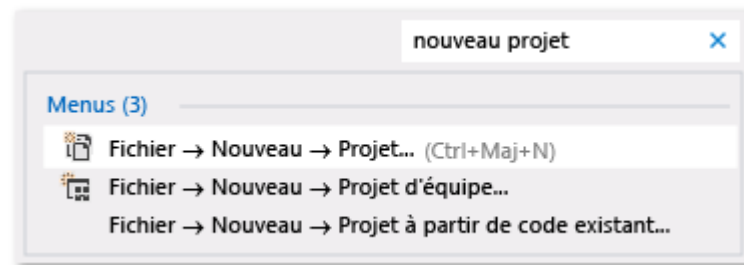 nouveau projet
Menus (3)
Fichier → Nouveau → Projet... (Ctrl+Maj+N)
Fichier → Nouveau → Projet d'équipe...
Fichier → Nouveau → Projet à partir de code existant...